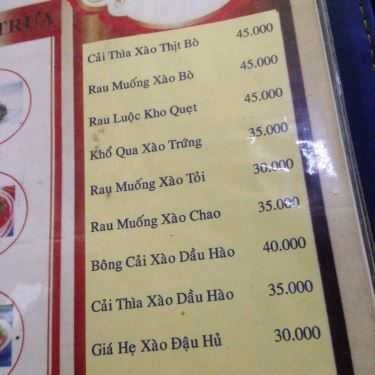 TRƯA
Cải Thìa Xào Thịt Bò 45.000
Rau Muống Xào Bò 45.000
Rau Luộc Kho Quẹt 45.000
Khổ Qua Xào Trứng 35.000
Rau Muống Xào Tỏi 30.000
Rau Muống Xào Chao 35.000
Bông Cải Xào Dầu Hào 40.000
Cải Thìa Xào Dầu Hào 35.000
Giá Hẹ Xào Đậu Hủ 30.000